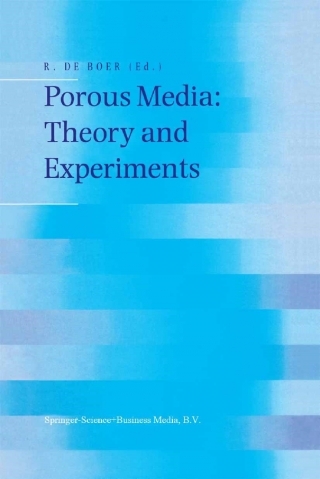 R. DE BOER (Ed.)
Porous Media:
Theory and
Experiments
Springer-Science+Business Media, B.V.